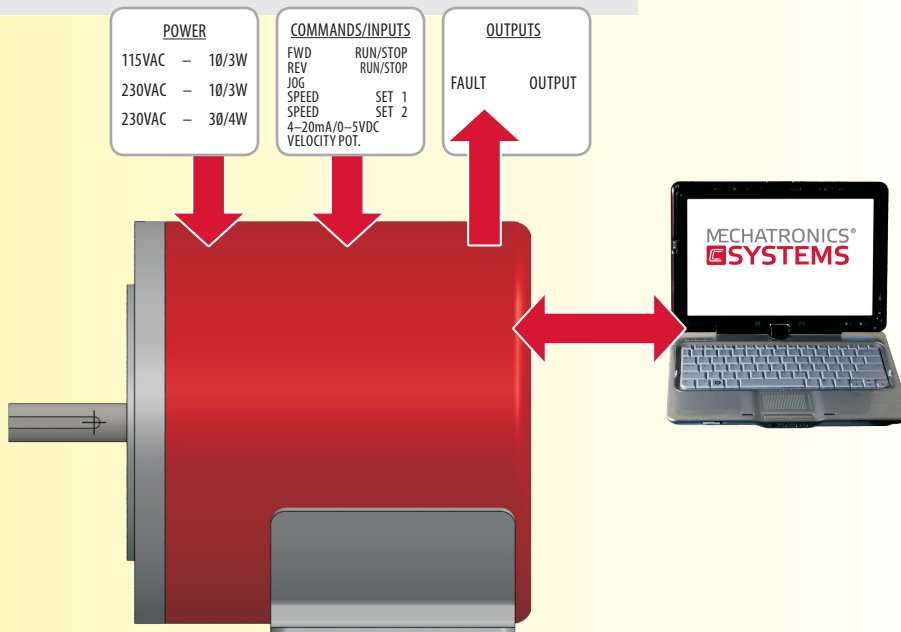 POWER
115VAC – 1Ø/3W
230VAC – 1Ø/3W
230VAC – 3Ø/4W
COMMANDS/INPUTS
FWD RUN/STOP
REV RUN/STOP
JOG
SPEED SET 1
SPEED SET 2
4–20mA/0–5VDC
VELOCITY POT.
OUTPUTS
FAULT OUTPUT
MECHATRONICS®
SYSTEMS